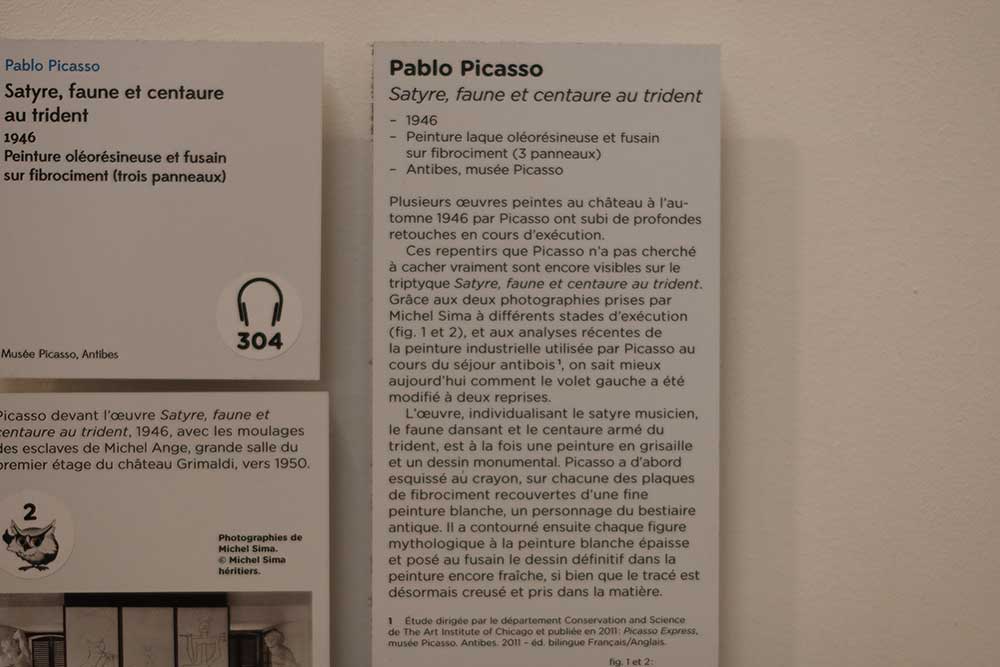 Pablo Picasso
Satyre, faune et centaure
au trident
1946
Peinture oléorésineuse et fusain
sur fibrociment (trois panneaux)
304
Musée Picasso, Antibes
Picasso devant l'œuvre Satyre, faune et
centaure au trident, 1946, avec les moulages
des esclaves de Michel Ange, grande salle du
premier étage du château Grimaldi, vers 1950.
2
Photographies de
Michel Sima.
© Michel Sima
héritiers.
Pablo Picasso
Satyre, faune et centaure au trident
– 1946
– Peinture laque oléorésineuse et fusain
sur fibrociment (3 panneaux)
– Antibes, musée Picasso
Plusieurs œuvres peintes au château à l'au-
tomne 1946 par Picasso ont subi de profondes
retouches en cours d'exécution.
Ces repentirs que Picasso n'a pas cherché
à cacher vraiment sont encore visibles sur le
triptyque Satyre, faune et centaure au trident.
Grâce aux deux photographies prises par
Michel Sima à différents stades d'exécution
(fig. 1 et 2), et aux analyses récentes de
la peinture industrielle utilisée par Picasso au
cours du séjour antibois¹, on sait mieux
aujourd'hui comment le volet gauche a été
modifié à deux reprises.
L'œuvre, individualisant le satyre musicien,
le faune dansant et le centaure armé du
trident, est à la fois une peinture en grisaille
et un dessin monumental. Picasso a d'abord
esquissé au crayon, sur chacune des plaques
de fibrociment recouvertes d'une fine
peinture blanche, un personnage du bestiaire
antique. Il a contourné ensuite chaque figure
mythologique à la peinture blanche épaisse
et posé au fusain le dessin définitif dans la
peinture encore fraîche, si bien que le tracé est
désormais creusé et pris dans la matière.
1 Étude dirigée par le département Conservation and Science
de The Art Institute of Chicago et publiée en 2011: Picasso Express,
musée Picasso, Antibes, 2011 – éd. bilingue Français/Anglais.
fig. 1 et 2: